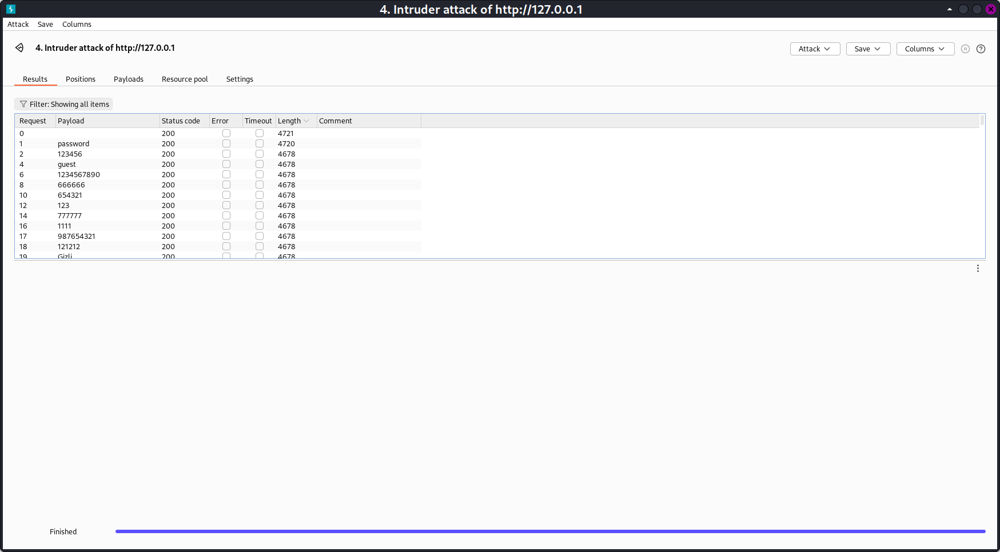 4. Intruder attack of http://127.0.0.1
Attack Save Columns
4. Intruder attack of http://127.0.0.1
Attack Save Columns
Results Positions Payloads Resource pool Settings
Filter: Showing all items
Request Payload Status code Error Timeout Length Comment
0 200 4721
1 password 200 4720
2 123456 200 4678
4 guest 200 4678
6 1234567890 200 4678
8 666666 200 4678
10 654321 200 4678
12 123 200 4678
14 777777 200 4678
16 1111 200 4678
17 987654321 200 4678
18 121212 200 4678
19 Gizli 200 4678
Finished